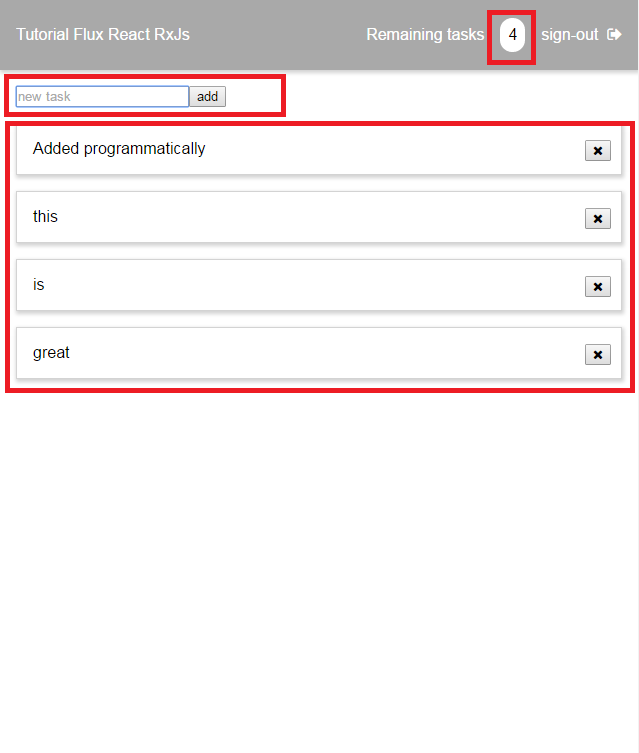 Tutorial Flux React RxJs Remaining tasks 4 sign-out
new task add
Added programmatically
this
is
great